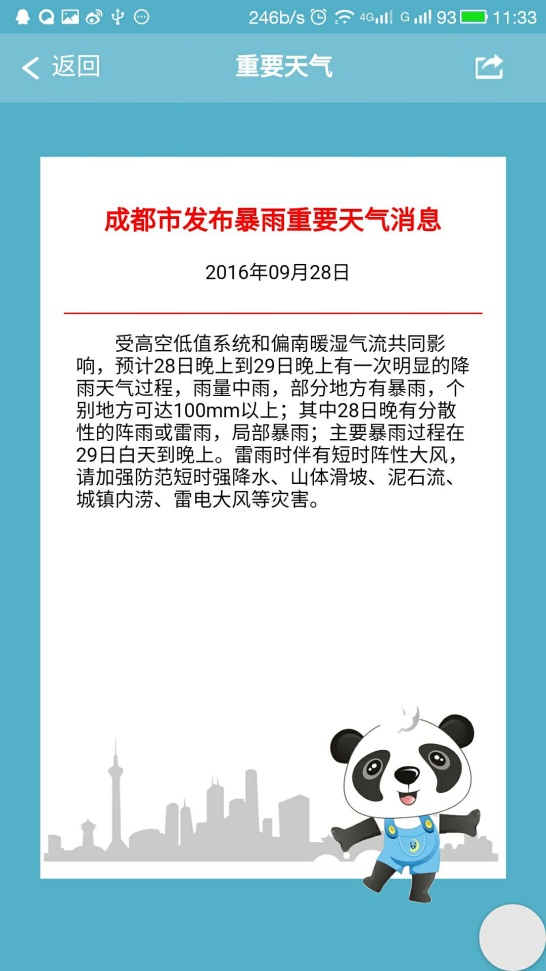 246b/s 4G G 93 11:33
返回 重要天气
成都市发布暴雨重要天气消息
2016年09月28日
受高空低值系统和偏南暖湿气流共同影
响，预计28日晚上到29日晚上有一次明显的降
雨天气过程，雨量中雨，部分地方有暴雨，个
别地方可达100mm以上；其中28日晚有分散
性的阵雨或雷雨，局部暴雨；主要暴雨过程在
29日白天到晚上。雷雨时伴有短时阵性大风，
请加强防范短时强降水、山体滑坡、泥石流、
城镇内涝、雷电大风等灾害。